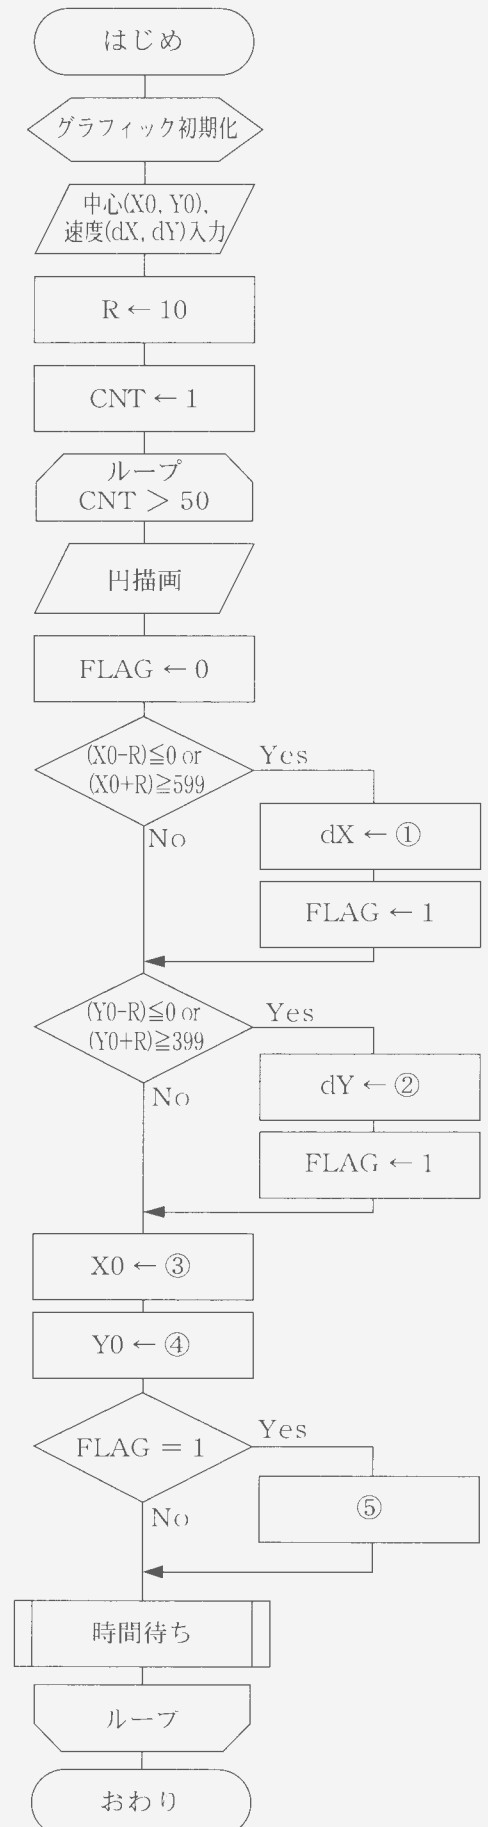 はじめ
グラフィック初期化
中心(X0, Y0),
速度(dX, dY)入力
R ← 10
CNT ← 1
ループ
CNT > 50
円描画
FLAG ← 0
(X0-R)≦0 or
(X0+R)≧599
Yes
No
dX ← ①
FLAG ← 1
(Y0-R)≦0 or
(Y0+R)≧399
Yes
No
dY ← ②
FLAG ← 1
X0 ← ③
Y0 ← ④
FLAG = 1
Yes
No
⑤
時間待ち
ループ
おわり